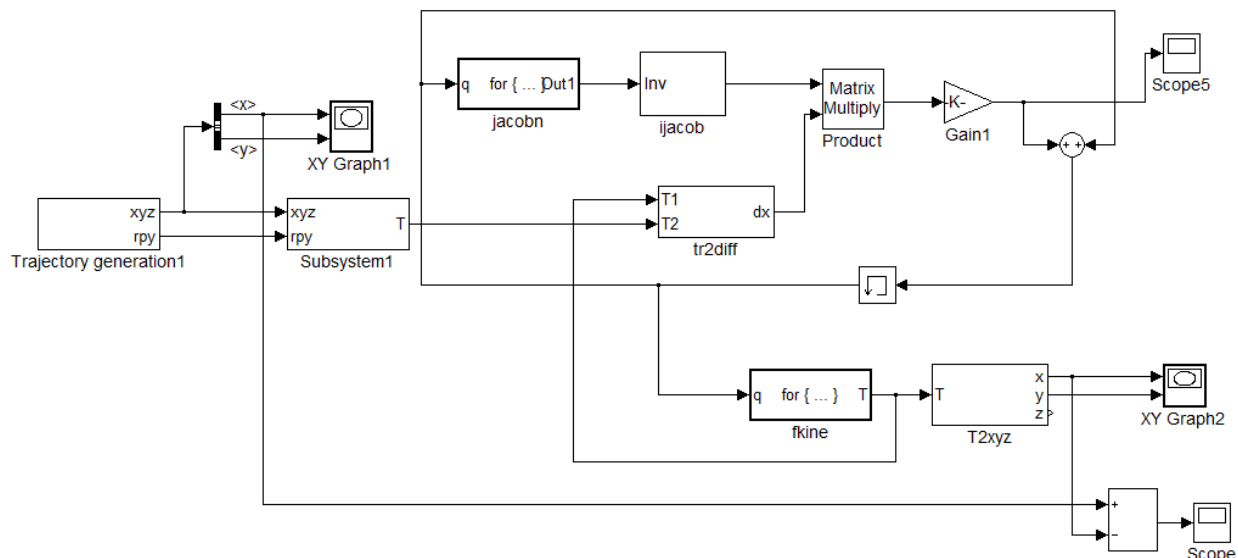 <x>
<y>
XY Graph1
xyz
rpy
Trajectory generation1
xyz
rpy
T
Subsystem1
q for { ... } Out1
jacobn
Inv
ijacob
Matrix
Multiply
Product
-K-
Gain1
Scope5
+ +
T1
T2
dx
tr2diff
q for { ... } T
fkine
T
x
y
z
T2xyz
XY Graph2
+
−
Scope